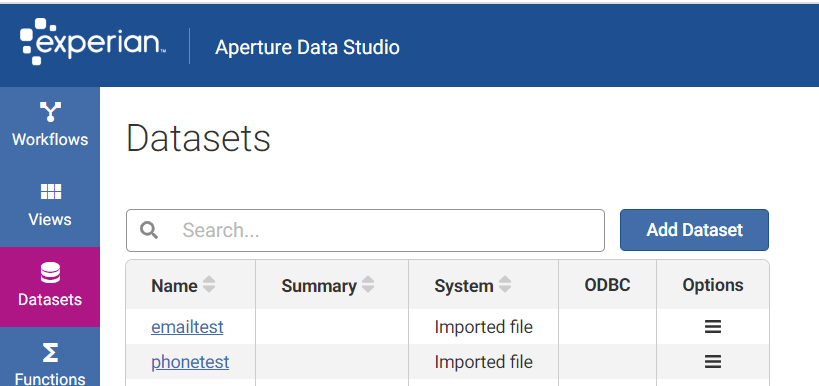 experian™
Aperture Data Studio
Workflows
Views
Datasets
Functions
Datasets
Search...
Add Dataset
Name Summary System ODBC Options
emailtest Imported file
phonetest Imported file